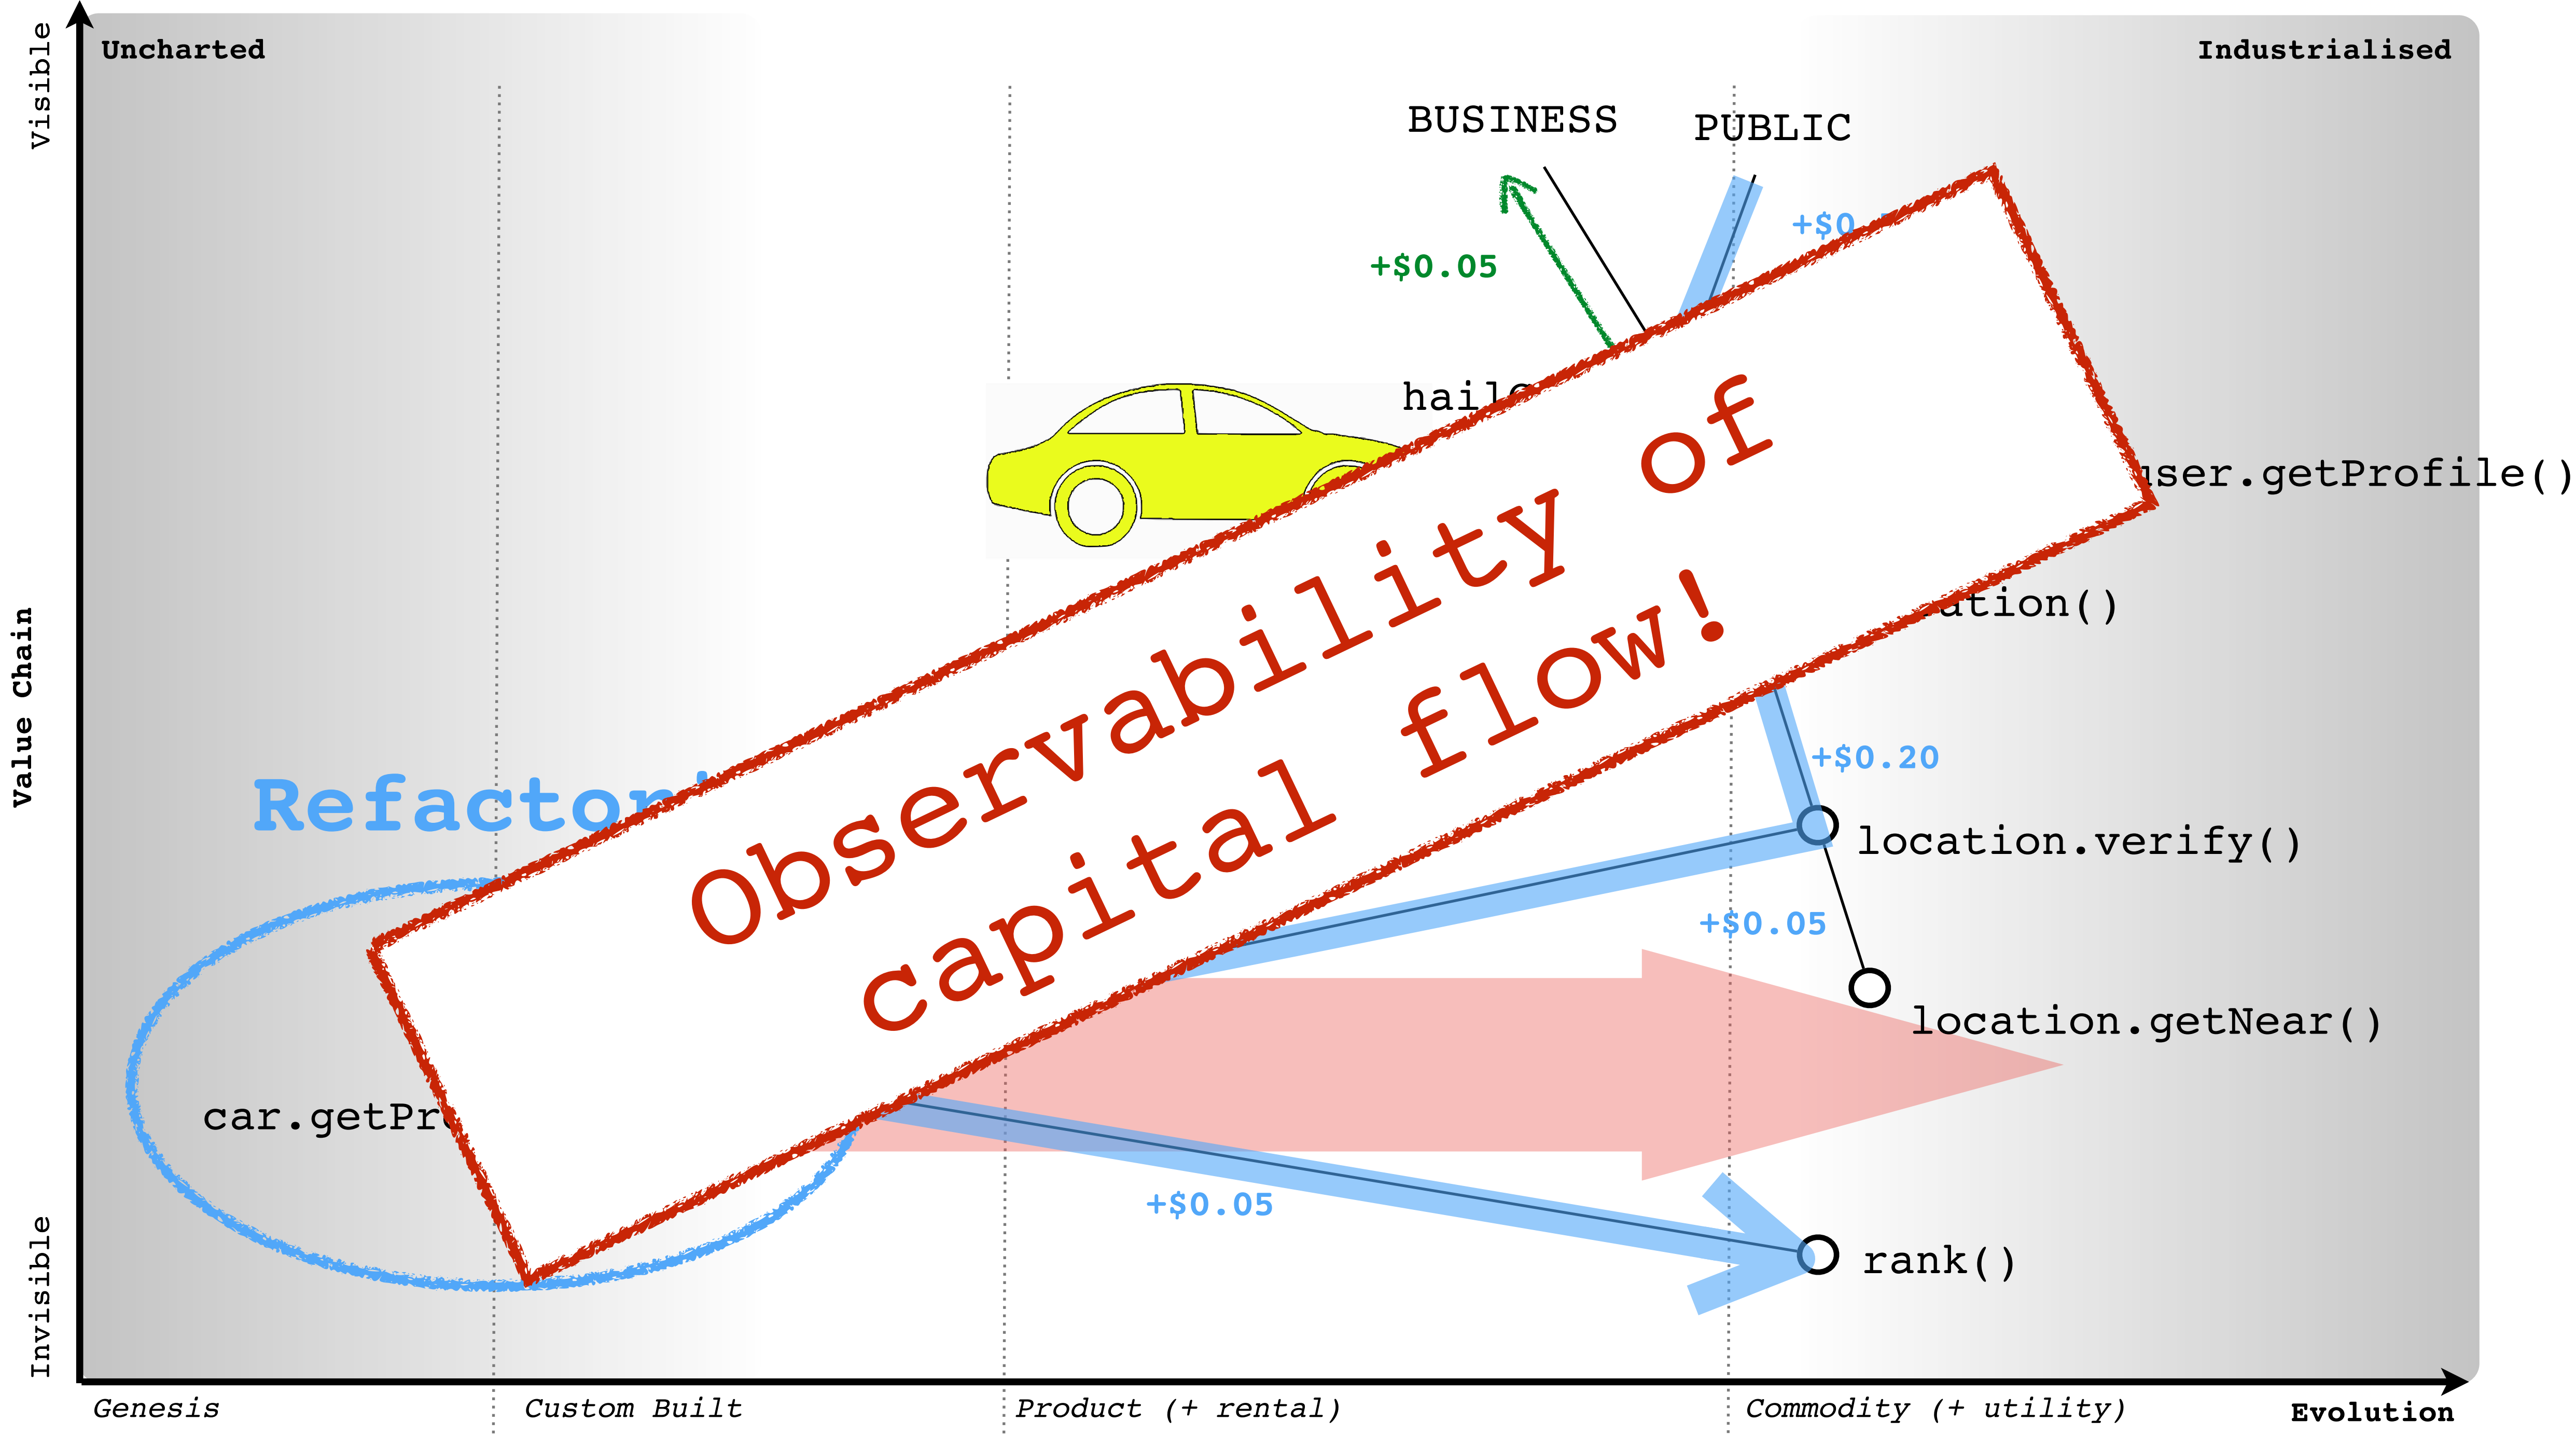 Uncharted
Industrialised
Visible
BUSINESS
PUBLIC
+$0.
+$0.05
hail
user.getProfile()
ation()
Observability of
capital flow!
Value Chain
+$0.20
Refactor
location.verify()
+$0.05
location.getNear()
car.getPr
+$0.05
rank()
Invisible
Genesis
Custom Built
Product (+ rental)
Commodity (+ utility)
Evolution